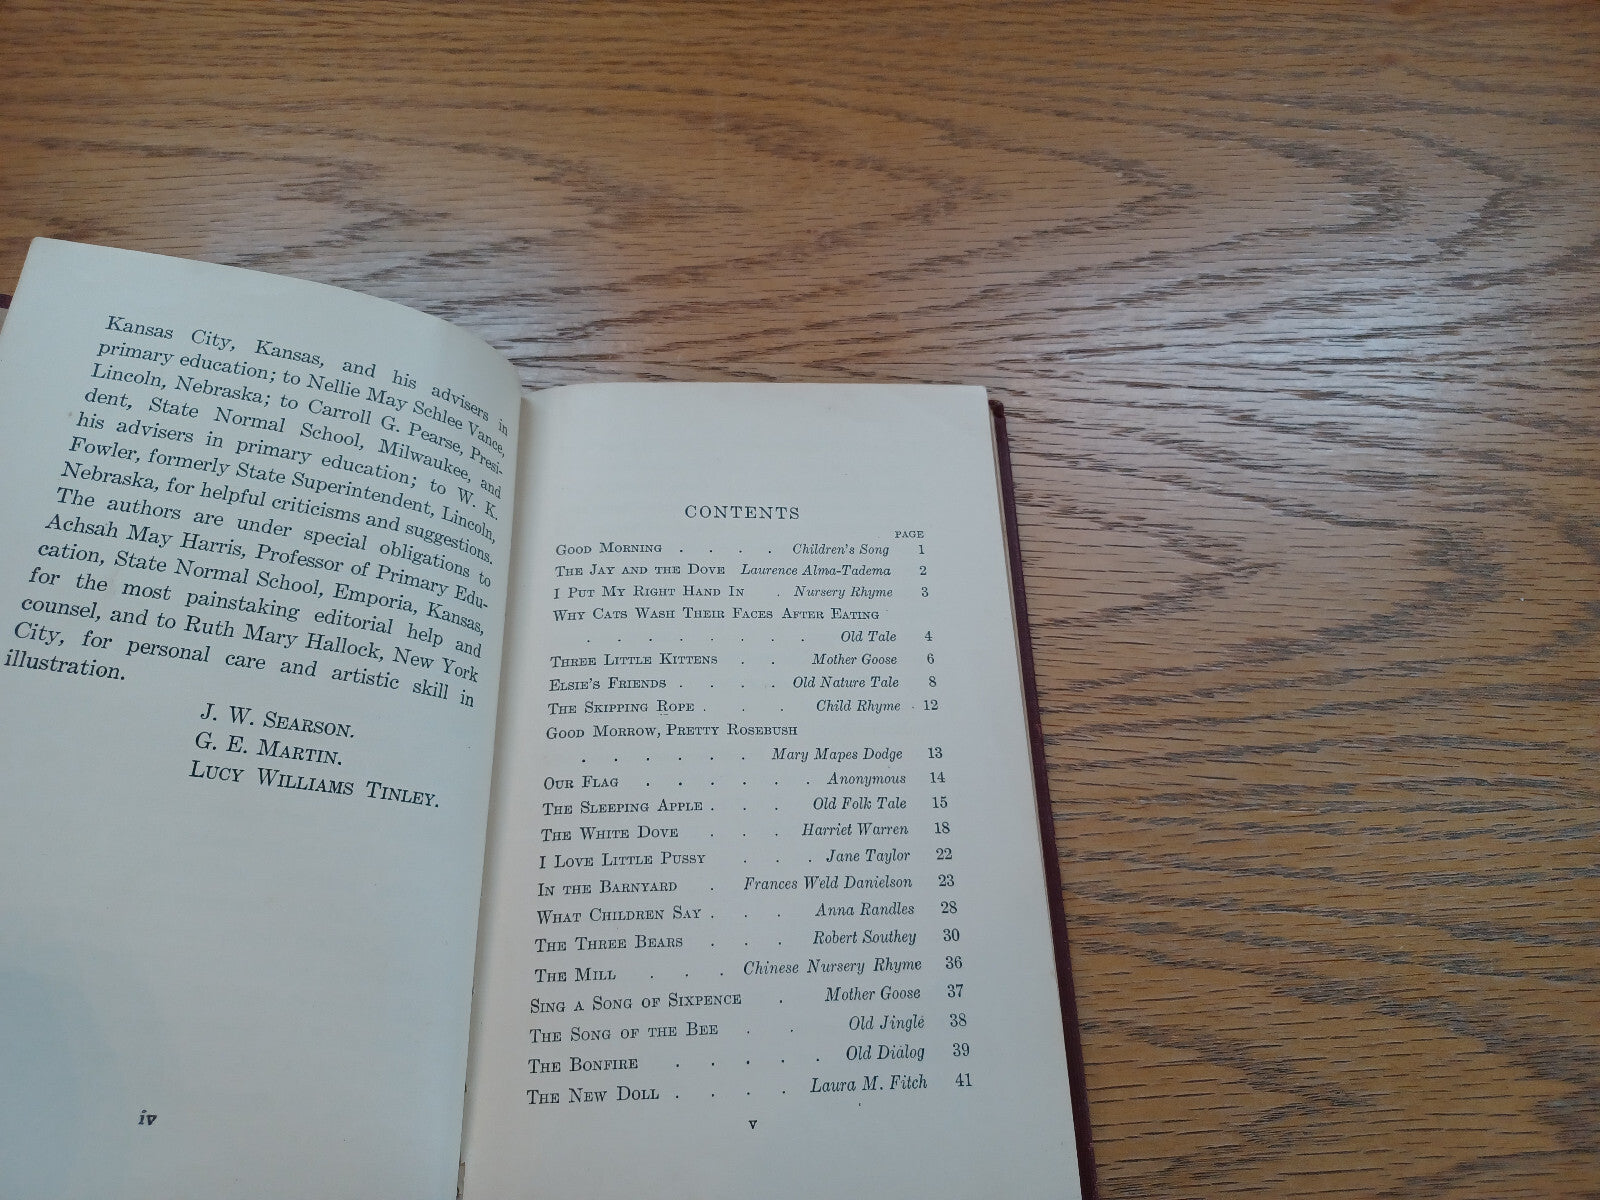 Kansas City, Kansas, and his advisers in
primary education; to Nellie May Schlee Vance,
Lincoln, Nebraska; to Carroll G. Pearse, Presi-
dent, State Normal School, Milwaukee, and
his advisers in primary education; to W. K.
Fowler, formerly State Superintendent, Lincoln,
Nebraska, for helpful criticisms and suggestions.
The authors are under special obligations to
Achsah May Harris, Professor of Primary Edu-
cation, State Normal School, Emporia, Kansas,
for the most painstaking editorial help and
counsel, and to Ruth Mary Hallock, New York
City, for personal care and artistic skill in
illustration.
J. W. Searson.
G. E. Martin.
Lucy Williams Tinley.
iv
CONTENTS
PAGE
Good Morning . . . . Children's Song 1
The Jay and the Dove Laurence Alma-Tadema 2
I Put My Right Hand In . Nursery Rhyme 3
Why Cats Wash Their Faces After Eating
. . . . . . . . Old Tale 4
Three Little Kittens . . Mother Goose 6
Elsie's Friends . . . . Old Nature Tale 8
The Skipping Rope . . . Child Rhyme 12
Good Morrow, Pretty Rosebush
. . . . . . Mary Mapes Dodge 13
Our Flag . . . . . . Anonymous 14
The Sleeping Apple . . . Old Folk Tale 15
The White Dove . . . Harriet Warren 18
I Love Little Pussy . . . Jane Taylor 22
In the Barnyard . Frances Weld Danielson 23
What Children Say . . . Anna Randles 28
The Three Bears . . . Robert Southey 30
The Mill . . . Chinese Nursery Rhyme 36
Sing a Song of Sixpence . Mother Goose 37
The Song of the Bee . . Old Jingle 38
The Bonfire . . . . . Old Dialog 39
The New Doll . . . . Laura M. Fitch 41
v